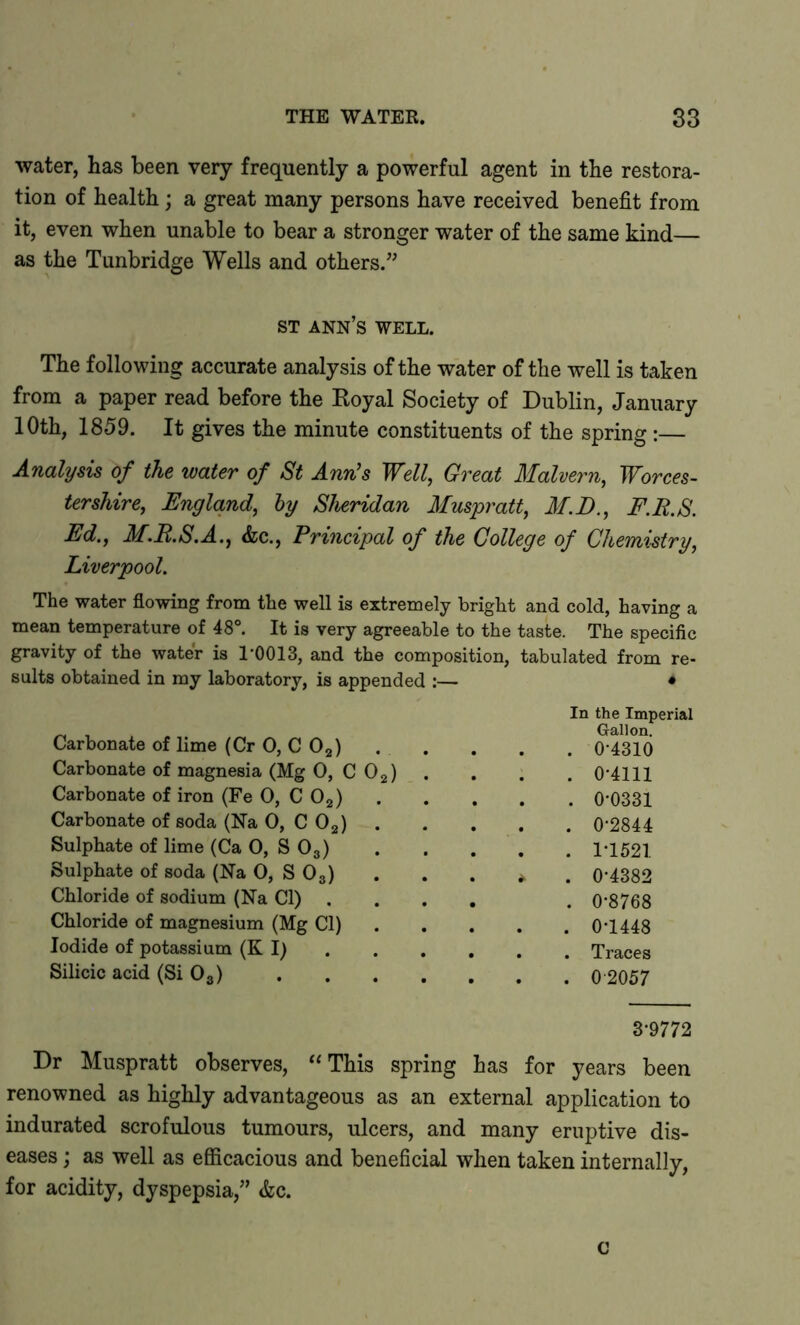 THE WATER. 33
water, has been very frequently a powerful agent in the restora-
tion of health; a great many persons have received benefit from
it, even when unable to bear a stronger water of the same kind—
as the Tunbridge Wells and others.”
ST ANN’S WELL.
The following accurate analysis of the water of the well is taken
from a paper read before the Royal Society of Dublin, January
10th, 1859. It gives the minute constituents of the spring:—
Analysis of the water of St Ann’s Well, Great Malvern, Worces-
tershire, England, by Sheridan Muspratt, M.D., F.R.S.
Ed., M.R.S.A., &c., Principal of the College of Chemistry,
Liverpool.
The water flowing from the well is extremely bright and cold, having a
mean temperature of 48°. It is very agreeable to the taste. The specific
gravity of the water is 1·0013, and the composition, tabulated from re-
sults obtained in my laboratory, is appended :—
In the Imperial
Gallon.
Carbonate of lime (Cr O, C O₂) . . . . . 0·4310
Carbonate of magnesia (Mg O, C O₂) . . . . 0·4111
Carbonate of iron (Fe O, C O₂) . . . . . 0·0331
Carbonate of soda (Na O, C O₂) . . . . . 0·2844
Sulphate of lime (Ca O, S O₃) . . . . . 1·1521
Sulphate of soda (Na O, S O₃) . . . . . 0·4382
Chloride of sodium (Na Cl) . . . . . 0·8768
Chloride of magnesium (Mg Cl) . . . . . 0·1448
Iodide of potassium (K I) . . . . . . Traces
Silicic acid (Si O₃) . . . . . . . 0·2057
3·9772
Dr Muspratt observes, “This spring has for years been
renowned as highly advantageous as an external application to
indurated scrofulous tumours, ulcers, and many eruptive dis-
eases; as well as efficacious and beneficial when taken internally,
for acidity, dyspepsia,” &c.
C